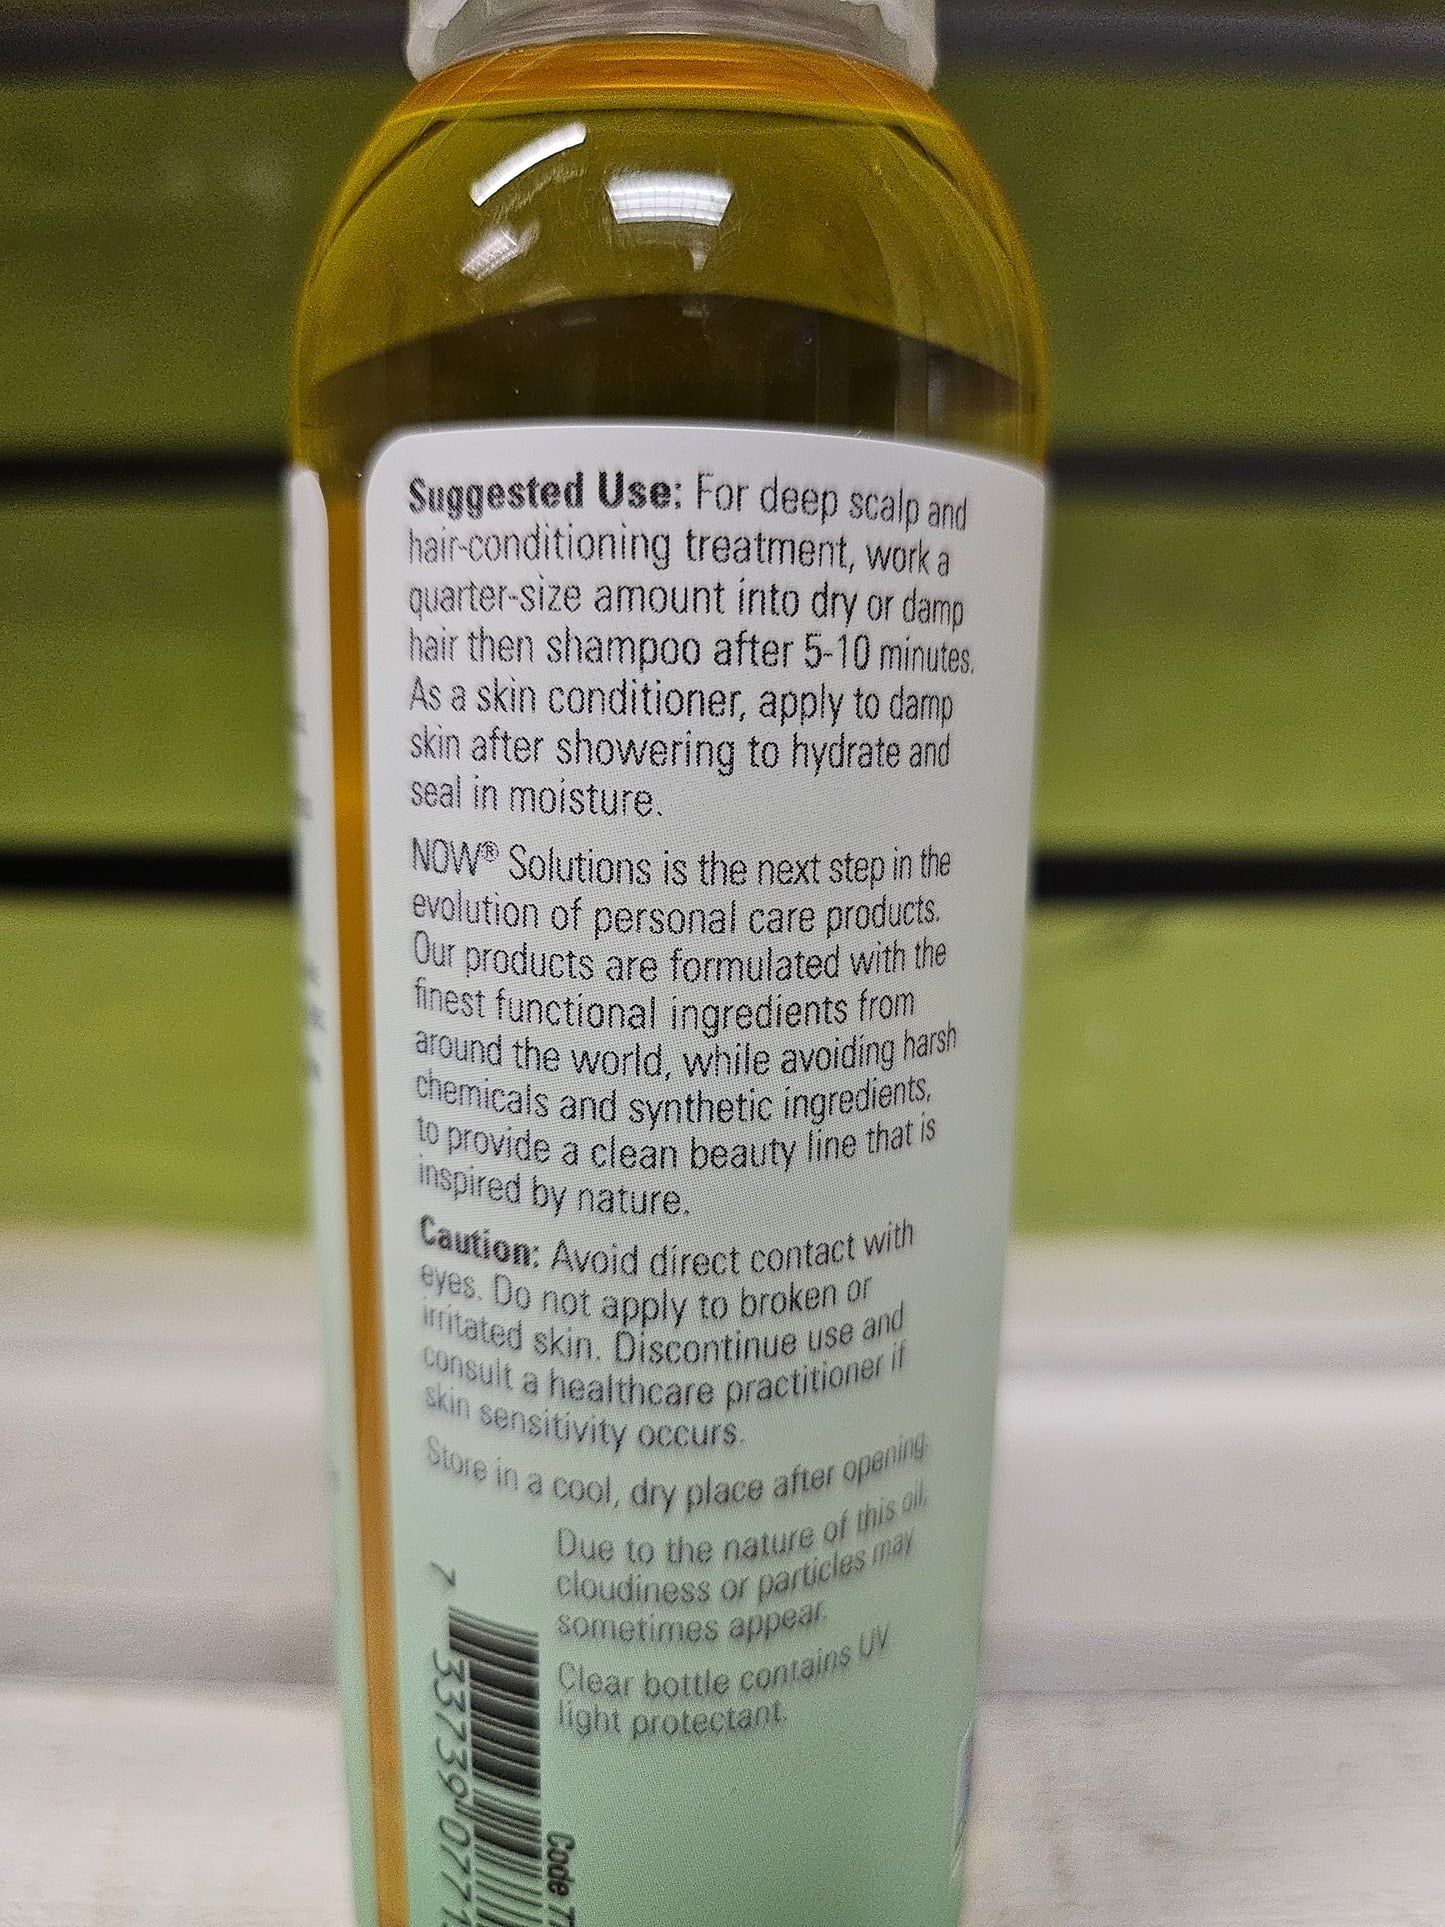 Suggested Use: For deep scalp and
hair-conditioning treatment, work a
quarter-size amount into dry or damp
hair then shampoo after 5-10 minutes.
As a skin conditioner, apply to damp
skin after showering to hydrate and
seal in moisture.
NOW® Solutions is the next step in the
evolution of personal care products.
Our products are formulated with the
finest functional ingredients from
around the world, while avoiding harsh
chemicals and synthetic ingredients,
to provide a clean beauty line that is
inspired by nature.
Caution: Avoid direct contact with
eyes. Do not apply to broken or
irritated skin. Discontinue use and
consult a healthcare practitioner if
skin sensitivity occurs.
Store in a cool, dry place after opening.
Due to the nature of this oil,
cloudiness or particles may
sometimes appear.
Clear bottle contains UV
light protectant.
7 33739 0771
Code